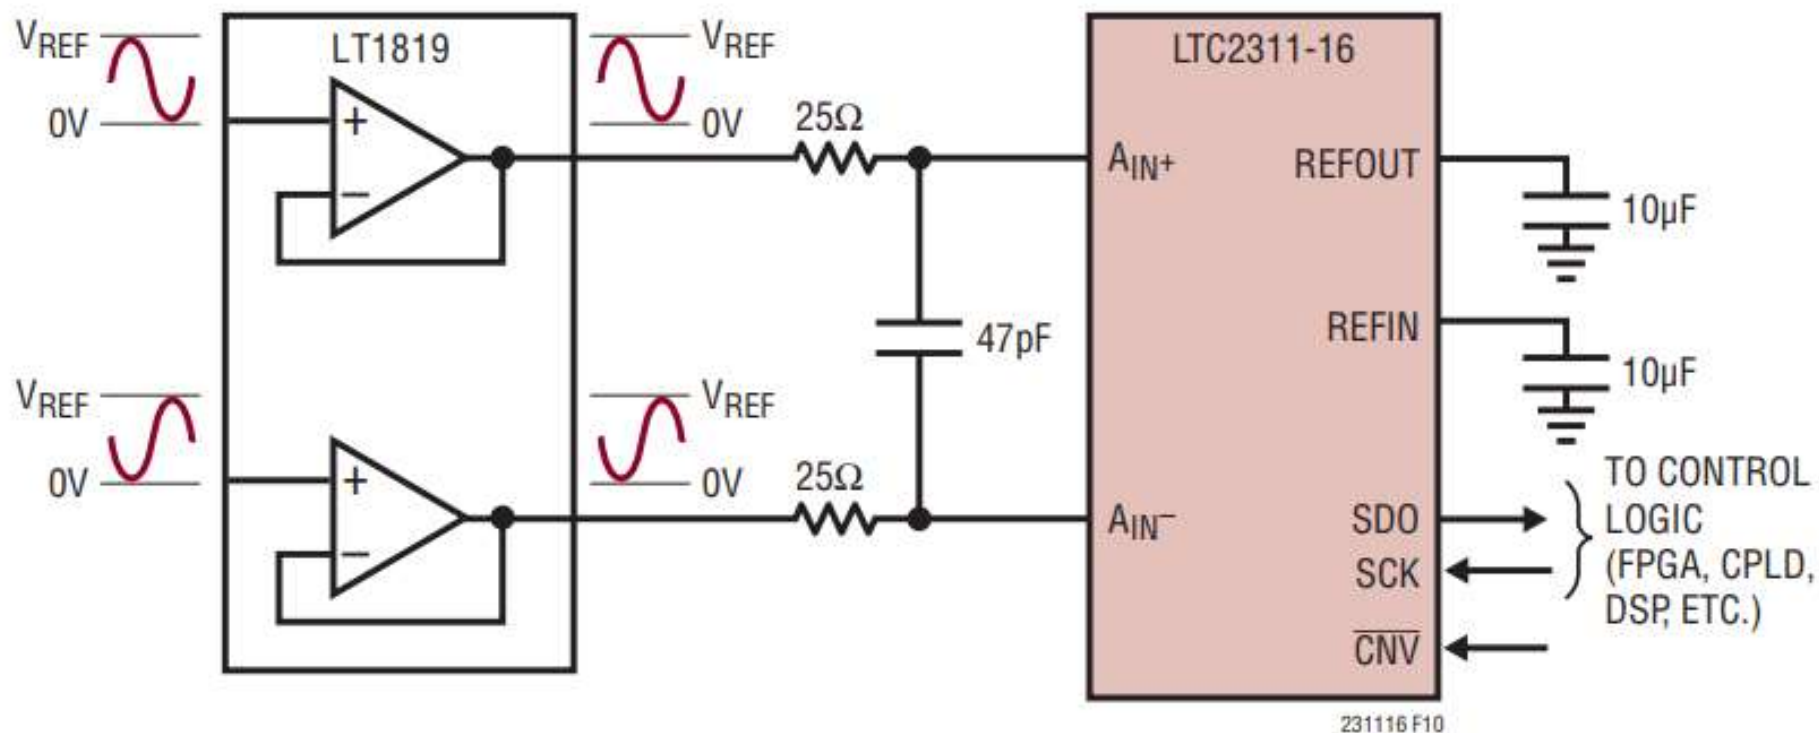 VREF
0V
LT1819
+
−
VREF
0V
25Ω
47pF
VREF
0V
+
−
VREF
0V
25Ω
LTC2311-16
AIN+
AIN−
REFOUT
10µF
REFIN
10µF
SDO
SCK
CNV
TO CONTROL
LOGIC
(FPGA, CPLD,
DSP, ETC.)
231116 F10